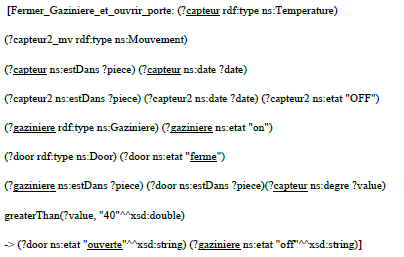 [Fermer_Gaziniere_et_ouvrir_porte: (?capteur rdf:type ns:Temperature)
(?capteur2_mv rdf:type ns:Mouvement)
(?capteur ns:estDans ?piece) (?capteur ns:date ?date)
(?capteur2 ns:estDans ?piece) (?capteur2 ns:date ?date) (?capteur2 ns:etat "OFF")
(?gaziniere rdf:type ns:Gaziniere) (?gaziniere ns:etat "on")
(?door rdf:type ns:Door) (?door ns:etat "ferme")
(?gaziniere ns:estDans ?piece) (?door ns:estDans ?piece)(?capteur ns:degre ?value)
greaterThan(?value, "40"^^xsd:double)
-> (?door ns:etat "ouverte"^^xsd:string) (?gaziniere ns:etat "off"^^xsd:string)]